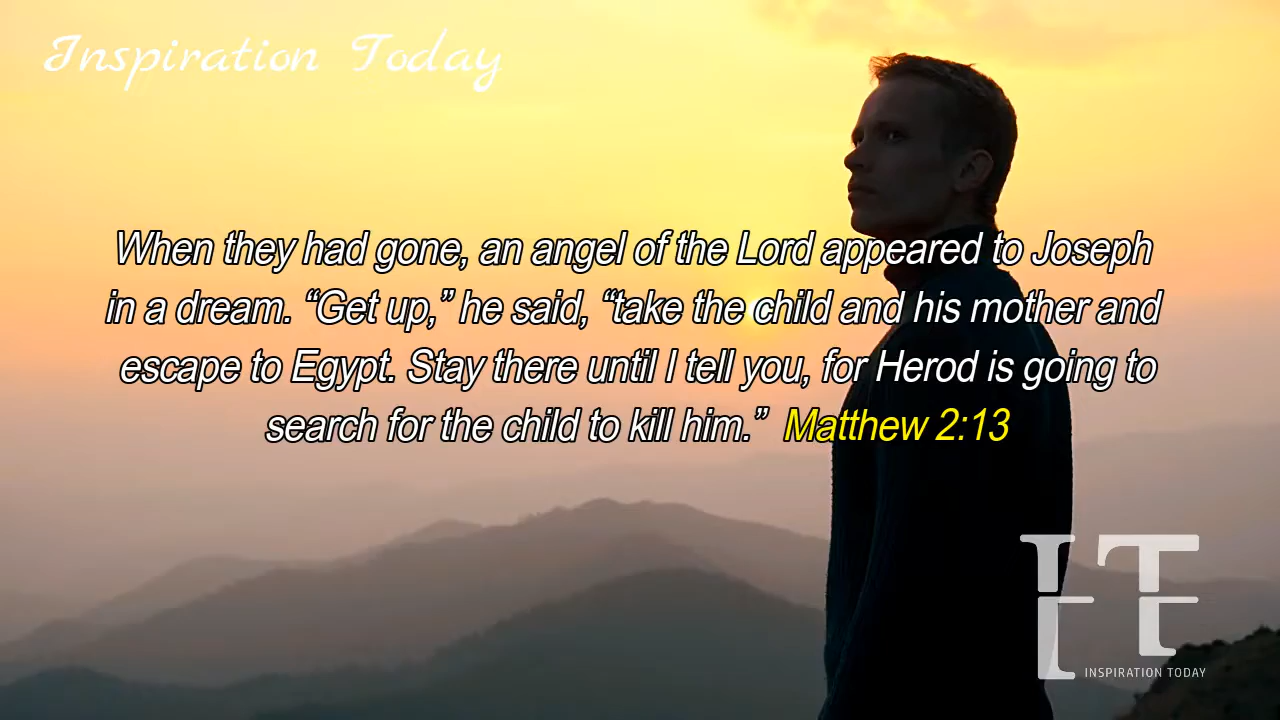 Inspiration Today
When they had gone, an angel of the Lord appeared to Joseph
in a dream. “Get up,” he said, “take the child and his mother and
escape to Egypt. Stay there until I tell you, for Herod is going to
search for the child to kill him.” Matthew 2:13
IT
INSPIRATION TODAY